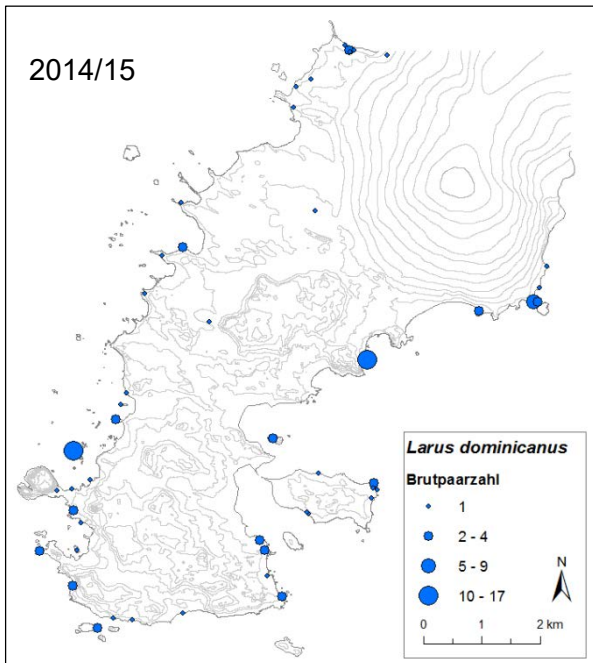 2014/15
Larus dominicanus
Brutpaarzahl
1
2 - 4
5 - 9
10 - 17
N
0 1 2 km